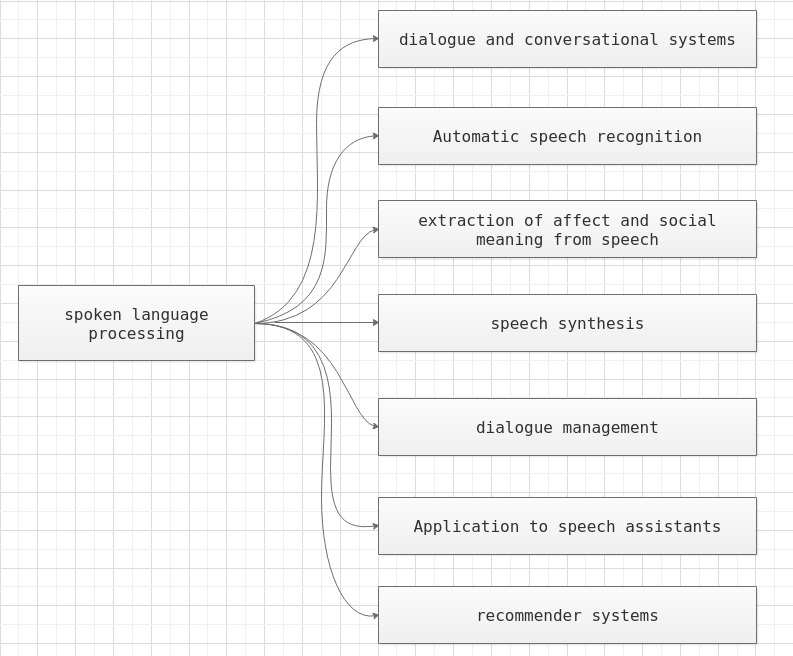 dialogue and conversational systems
Automatic speech recognition
extraction of affect and social
meaning from speech
spoken language
processing
speech synthesis
dialogue management
Application to speech assistants
recommender systems